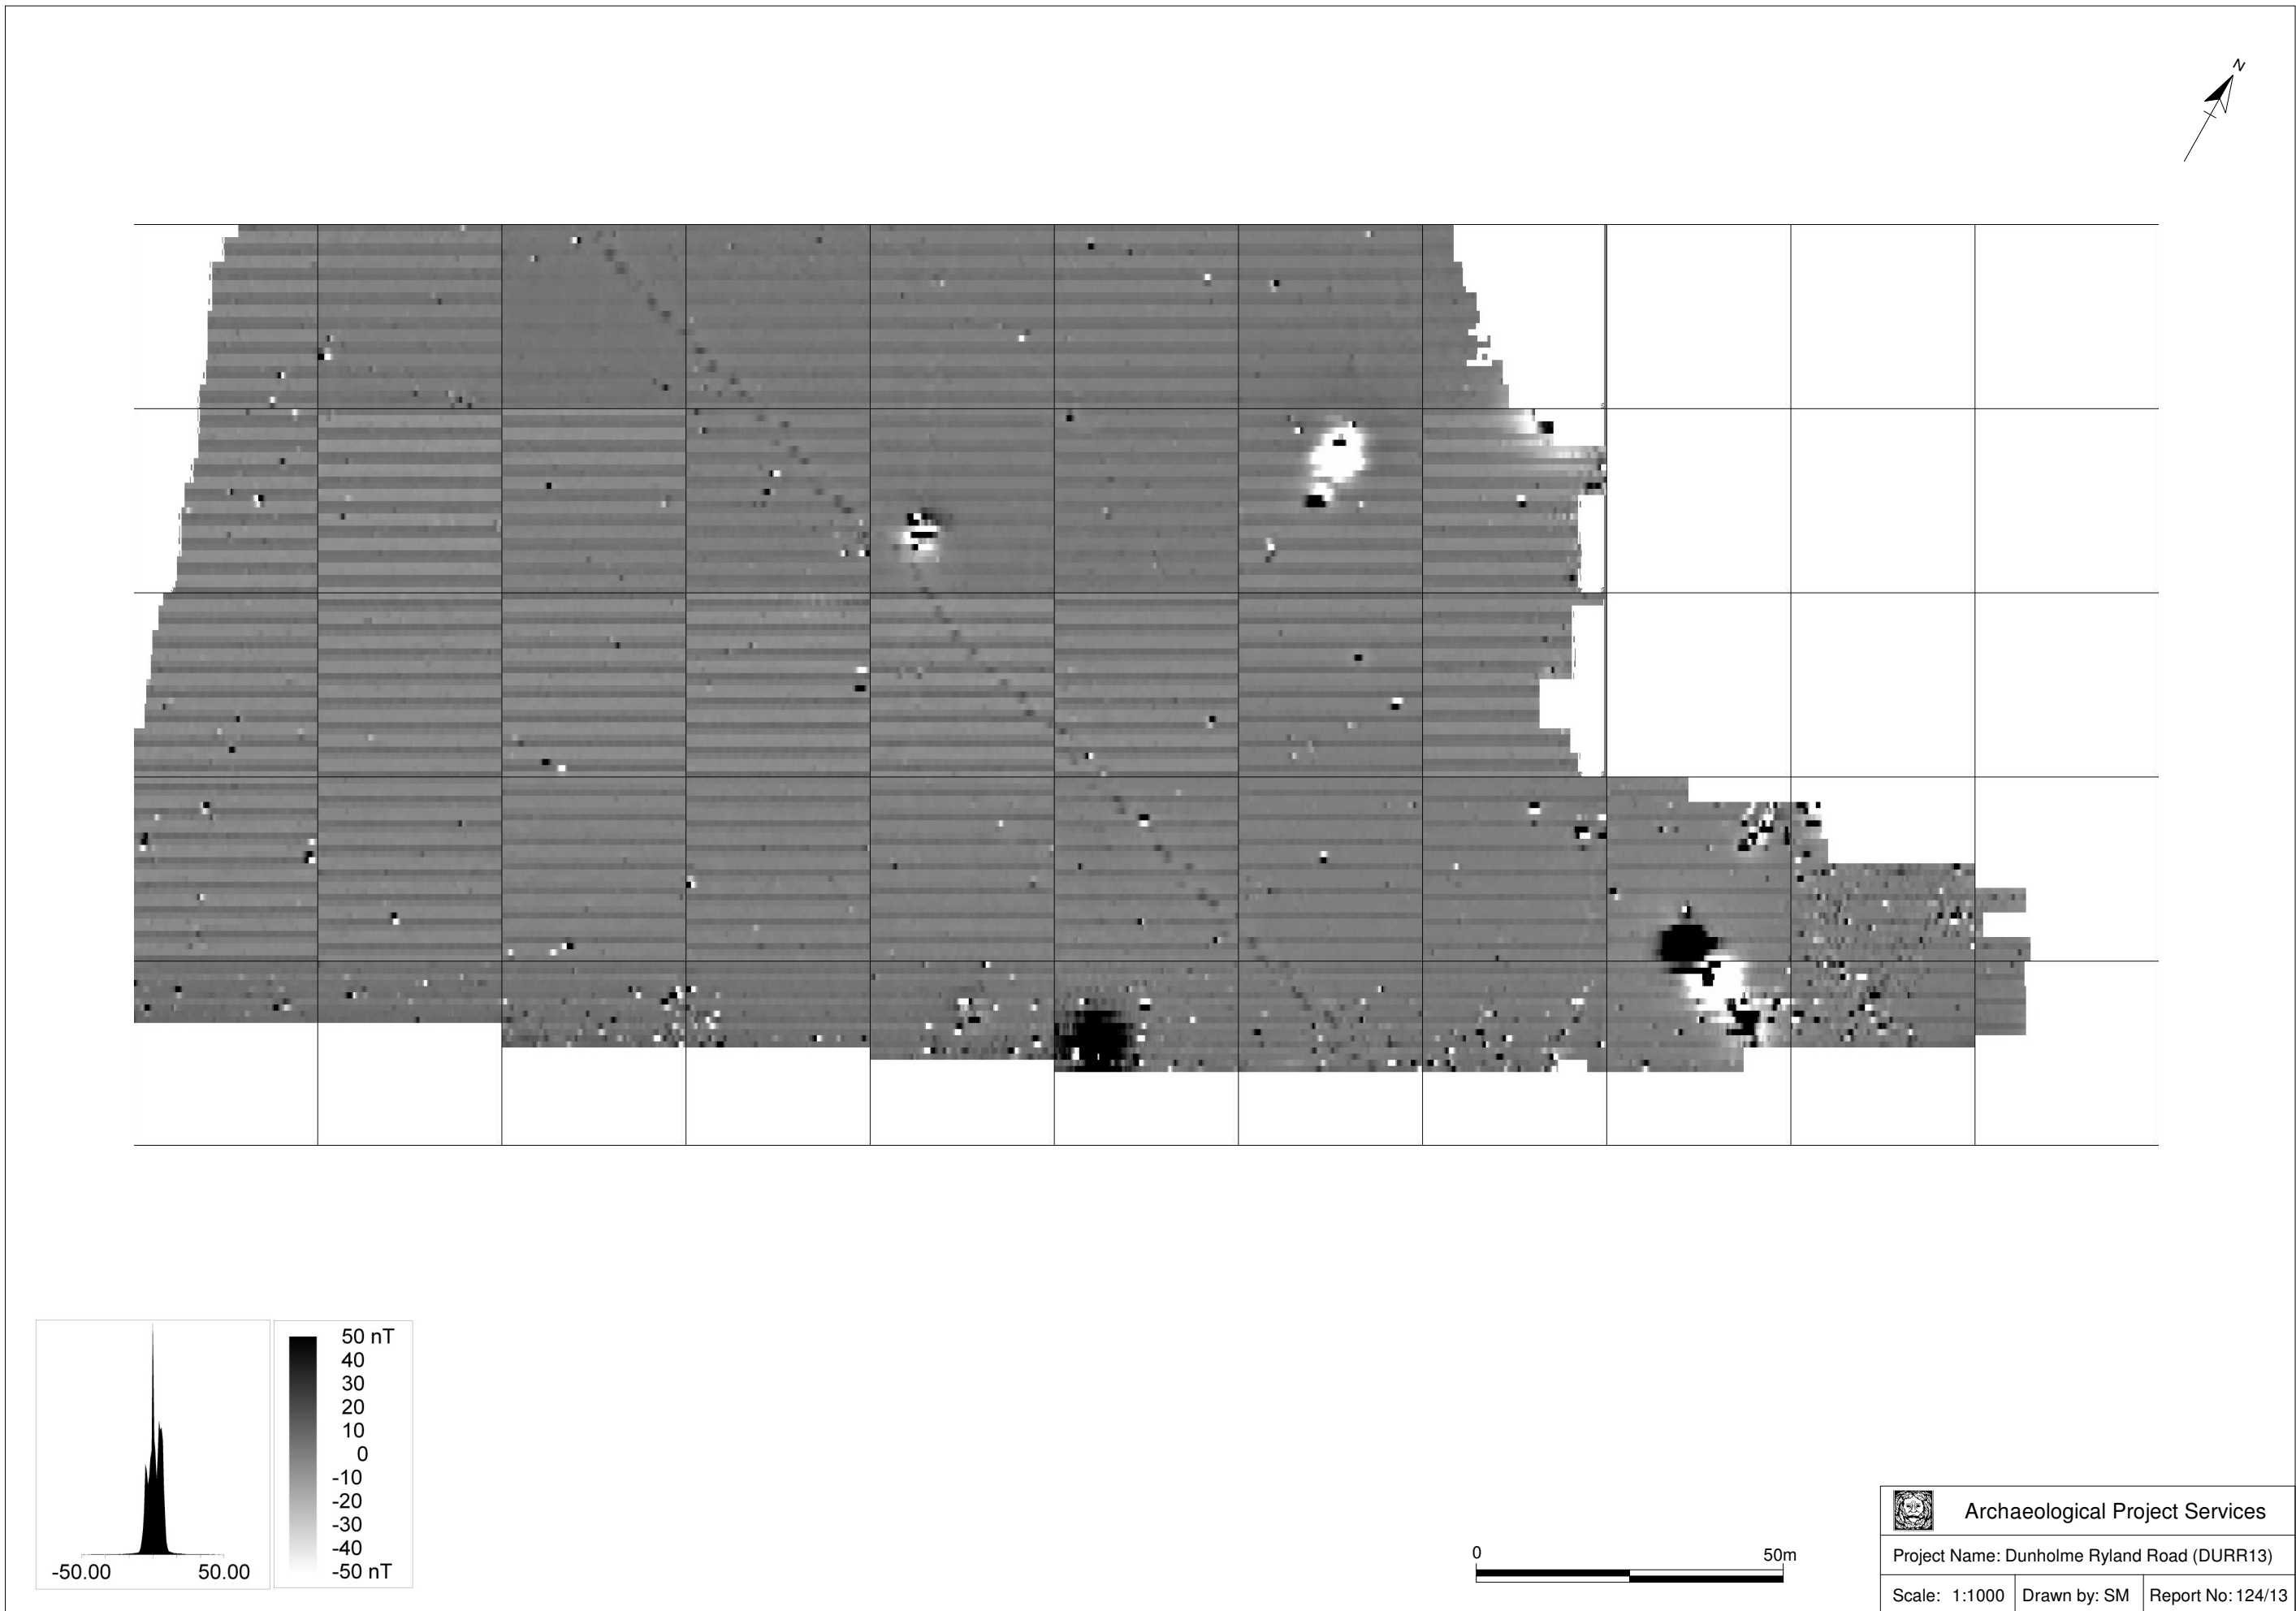 N
50 nT
40
30
20
10
0
-10
-20
-30
-40
-50 nT
-50.00 50.00
0 50m
Archaeological Project Services
Project Name: Dunholme Ryland Road (DURR13)
Scale: 1:1000 Drawn by: SM Report No: 124/13